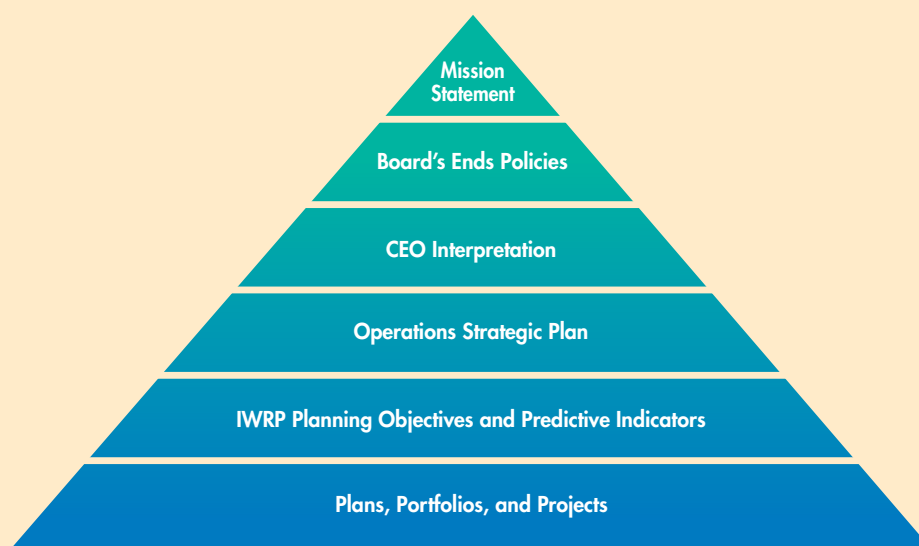 Mission
Statement
Board’s Ends Policies
CEO Interpretation
Operations Strategic Plan
IWRP Planning Objectives and Predictive Indicators
Plans, Portfolios, and Projects